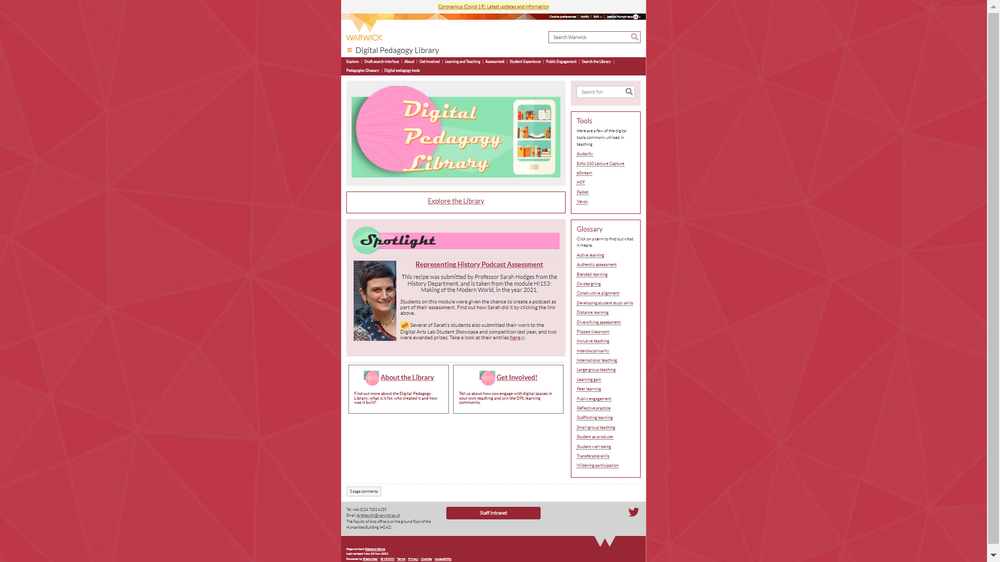 Coronavirus (Covid-19): Latest updates and information
Cookie preferences | Notify | Edit | Jessica Humphreys
WARWICK
Search Warwick
Digital Pedagogy Library
Explore | Draft search interface | About | Get Involved | Learning and Teaching | Assessment | Student Experience | Public Engagement | Search the Library |
Pedagogies Glossary | Digital pedagogy tools
Digital
Pedagogy
Library
Explore the Library
Spotlight
Representing History Podcast Assessment
This recipe was submitted by Professor Sarah Hodges from the
History Department, and is taken from the module HI153:
Making of the Modern World, in the year 2021.
Students on this module were given the chance to create a podcast as
part of their assessment. Find out how Sarah did it by clicking the link
above.
Several of Sarah's students also submitted their work to the
Digital Arts Lab Student Showcase and competition last year, and two
were awarded prizes. Take a look at their entries here.
About the Library
Find out more about the Digital Pedagogy
Library; what is it for, who created it and how
was it built?
Get Involved!
Tell us about how you engage with digital spaces in
your own teaching and join the DPL learning
community.
Search for:
Tools
Here are a few of the digital
tools commonly utilised in
teaching
Audacity
Echo 360 Lecture Capture
eStream
H5P
Padlet
Vevox
Glossary
Click on a term to find out what
it means.
Active learning
Authentic assessment
Blended learning
Co-designing
Constructive alignment
Developing student study skills
Distance learning
Diversifying assessment
Flipped classroom
Inclusive teaching
Interdisciplinarity
International teaching
Large-group teaching
Learning gain
Peer learning
Public engagement
Reflective practice
Scaffolding learning
Small-group teaching
Student as producer
Student well-being
Transferable skills
Widening participation
0 page comments
Tel: +44 (0)24 7652 4159
Email: Artsfaculty@warwick.ac.uk
The Faculty of Arts office is on the ground floor of the
Humanities Building (H0.42)
Staff Intranet
Page contact: Rebecca Stone
Last revised: Mon 29 Nov 2021
Powered by Sitebuilder | © MMXXI | Terms | Privacy | Cookies | Accessibility